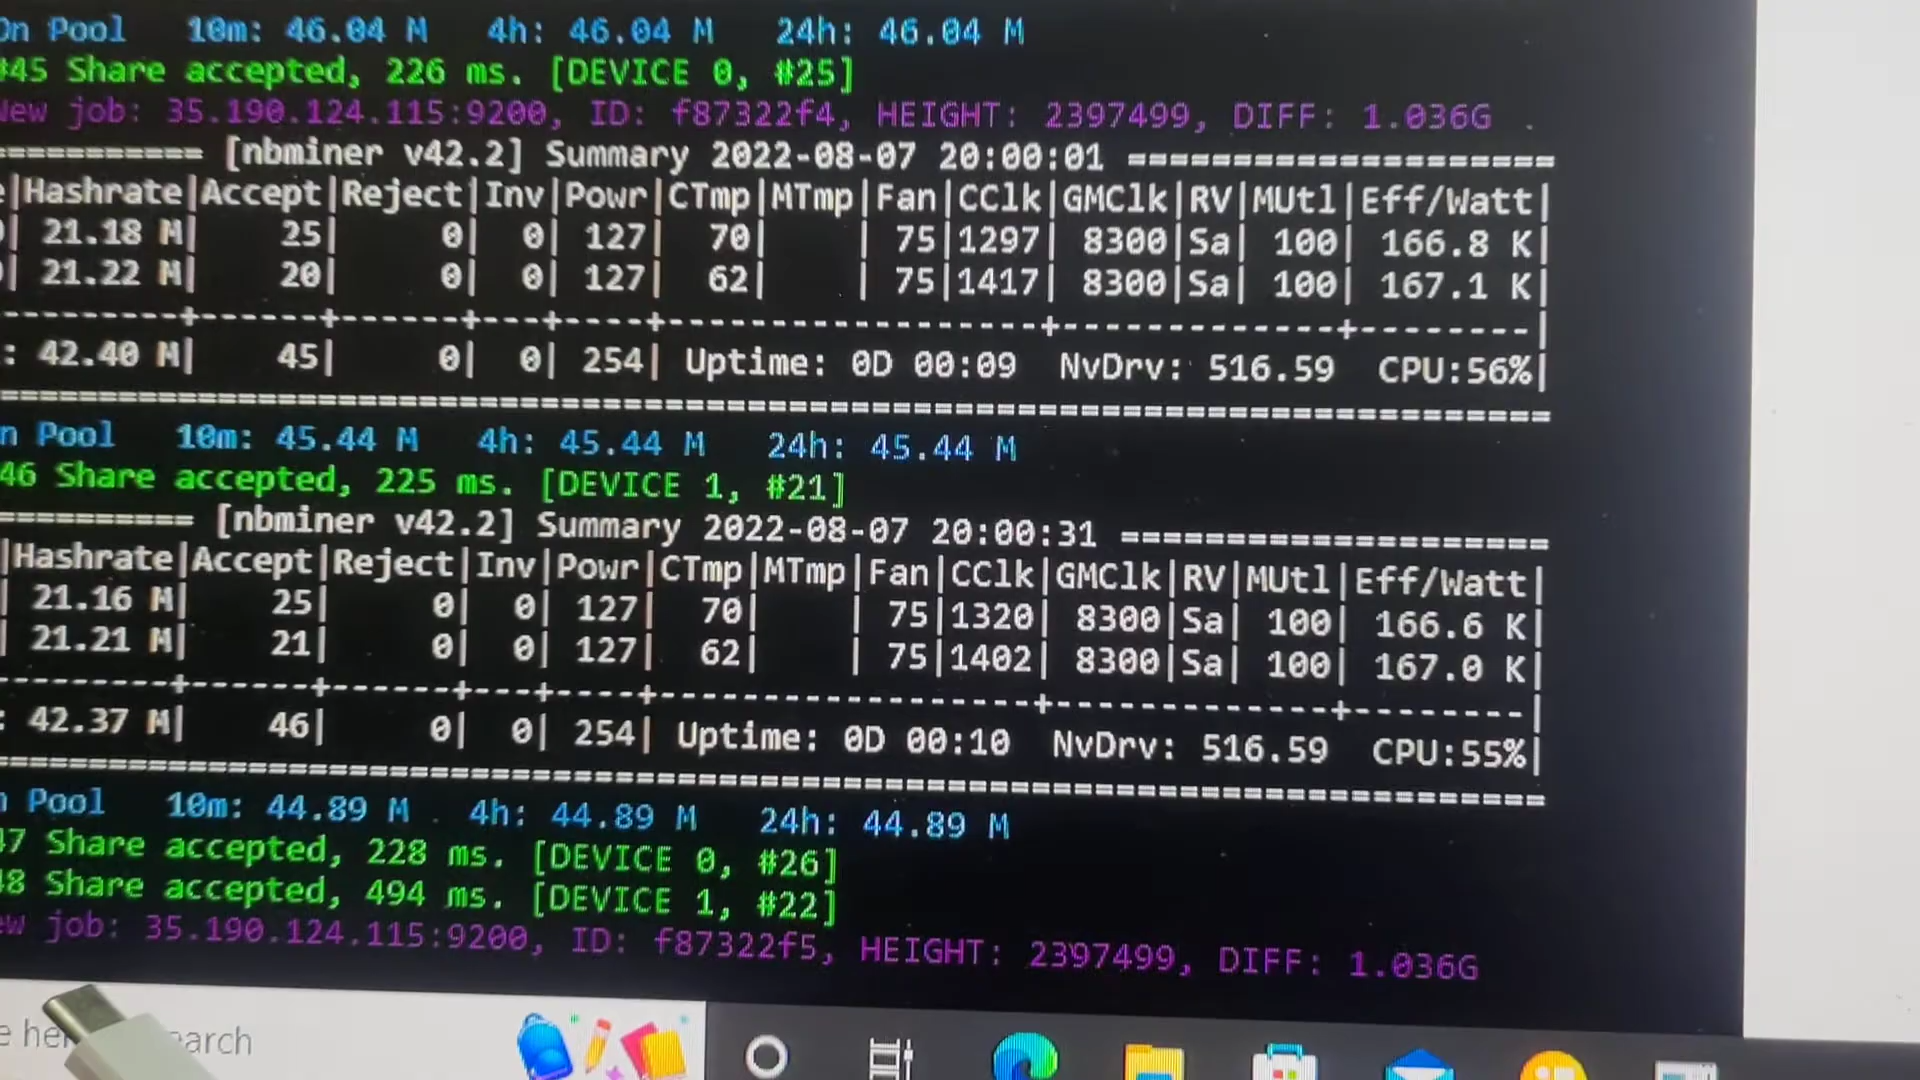 On Pool 10m: 46.04 M 4h: 46.04 M 24h: 46.04 M
#45 Share accepted, 226 ms. [DEVICE 0, #25]
New job: 35.190.124.115:9200, ID: f87322f4, HEIGHT: 2397499, DIFF: 1.036G
=========== [nbminer v42.2] Summary 2022-08-07 20:00:01 ====================
|Hashrate|Accept|Reject|Inv|Powr|CTmp|MTmp|Fan|CClk|GMClk|RV|MUtl|Eff/Watt|
| 21.18 M| 25| 0| 0| 127| 70| | 75|1297| 8300|Sa| 100| 166.8 K|
| 21.22 M| 20| 0| 0| 127| 62| | 75|1417| 8300|Sa| 100| 167.1 K|
: 42.40 M| 45| 0| 0| 254| Uptime: 0D 00:09 NvDrv: 516.59 CPU:56%|
n Pool 10m: 45.44 M 4h: 45.44 M 24h: 45.44 M
46 Share accepted, 225 ms. [DEVICE 1, #21]
========== [nbminer v42.2] Summary 2022-08-07 20:00:31 ====================
|Hashrate|Accept|Reject|Inv|Powr|CTmp|MTmp|Fan|CClk|GMClk|RV|MUtl|Eff/Watt|
| 21.16 M| 25| 0| 0| 127| 70| | 75|1320| 8300|Sa| 100| 166.6 K|
| 21.21 M| 21| 0| 0| 127| 62| | 75|1402| 8300|Sa| 100| 167.0 K|
: 42.37 M| 46| 0| 0| 254| Uptime: 0D 00:10 NvDrv: 516.59 CPU:55%|
Pool 10m: 44.89 M 4h: 44.89 M 24h: 44.89 M
47 Share accepted, 228 ms. [DEVICE 0, #26]
48 Share accepted, 494 ms. [DEVICE 1, #22]
ew job: 35.190.124.115:9200, ID: f87322f5, HEIGHT: 2397499, DIFF: 1.036G